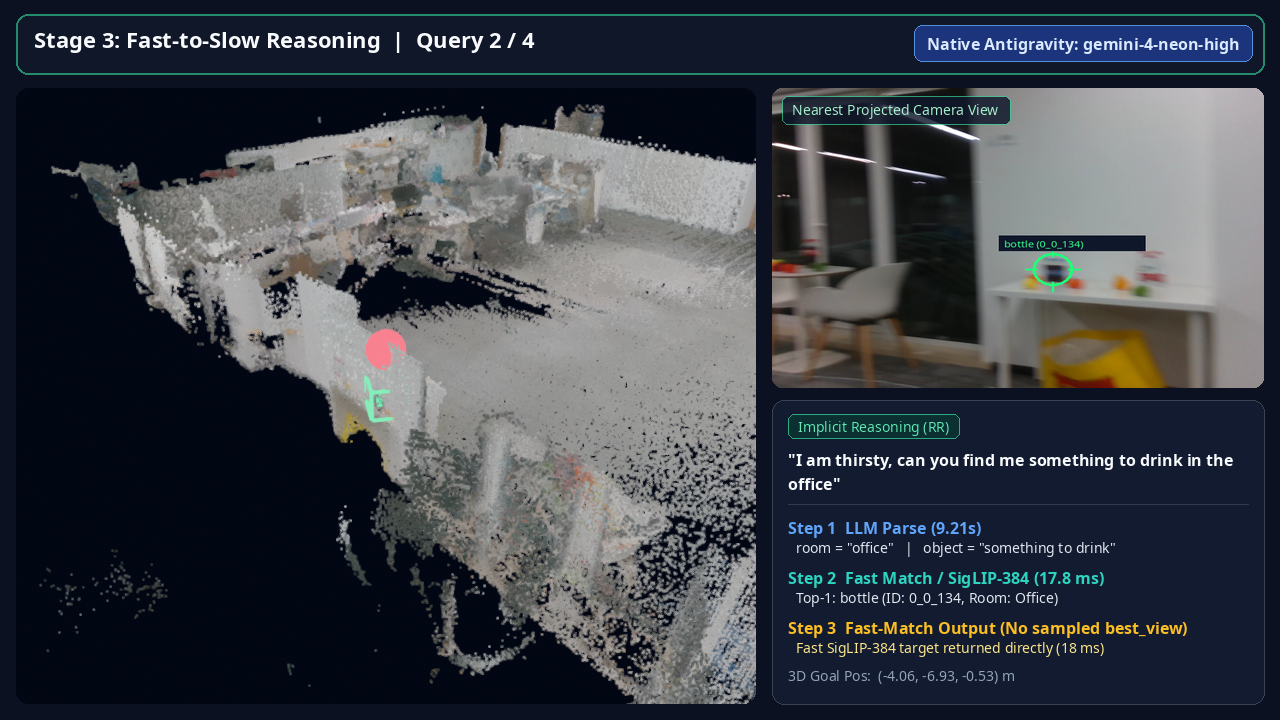 Stage 3: Fast-to-Slow Reasoning | Query 2 / 4
Native Antigravity: gemini-4-neon-high
Nearest Projected Camera View
bottle (0_0_134)
Implicit Reasoning (RR)
"I am thirsty, can you find me something to drink in the
office"
Step 1 LLM Parse (9.21s)
room = "office" | object = "something to drink"
Step 2 Fast Match / SigLIP-384 (17.8 ms)
Top-1: bottle (ID: 0_0_134, Room: Office)
Step 3 Fast-Match Output (No sampled best_view)
Fast SigLIP-384 target returned directly (18 ms)
3D Goal Pos: (-4.06, -6.93, -0.53) m